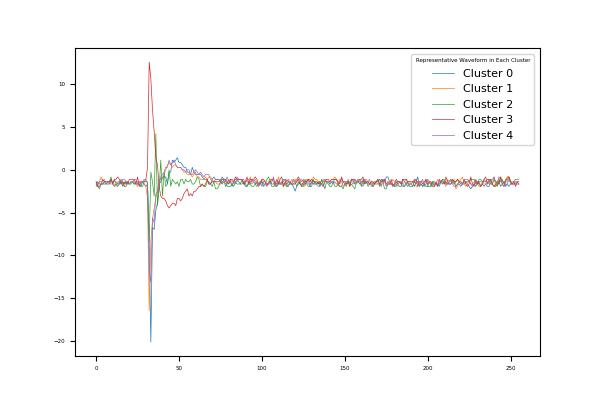 Representative Waveform in Each Cluster
Cluster 0
Cluster 1
Cluster 2
Cluster 3
Cluster 4
10
5
0
−5
−10
−15
−20
0 50 100 150 200 250